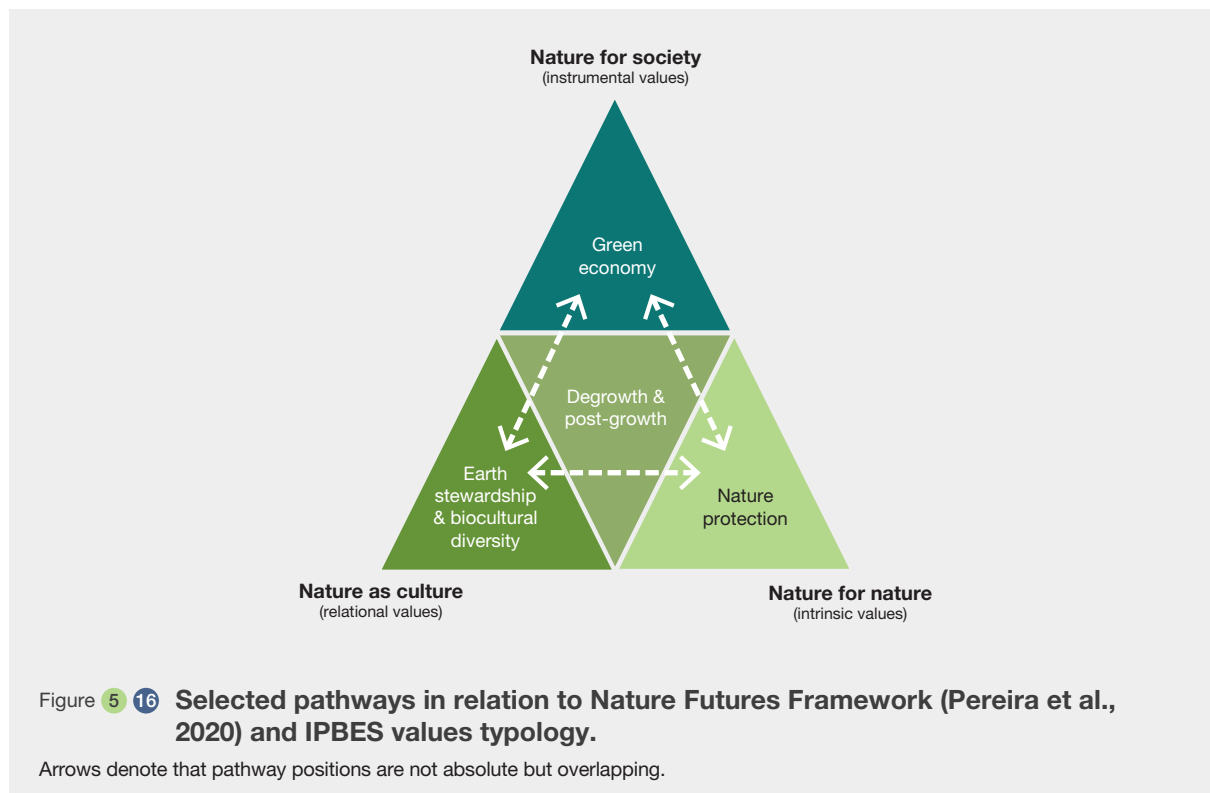 Nature for society
(instrumental values)
Green
economy
Degrowth &
post-growth
Earth
stewardship
& biocultural
diversity
Nature
protection
Nature as culture
(relational values)
Nature for nature
(intrinsic values)
Figure 5 16 Selected pathways in relation to Nature Futures Framework (Pereira et al.,
2020) and IPBES values typology.
Arrows denote that pathway positions are not absolute but overlapping.